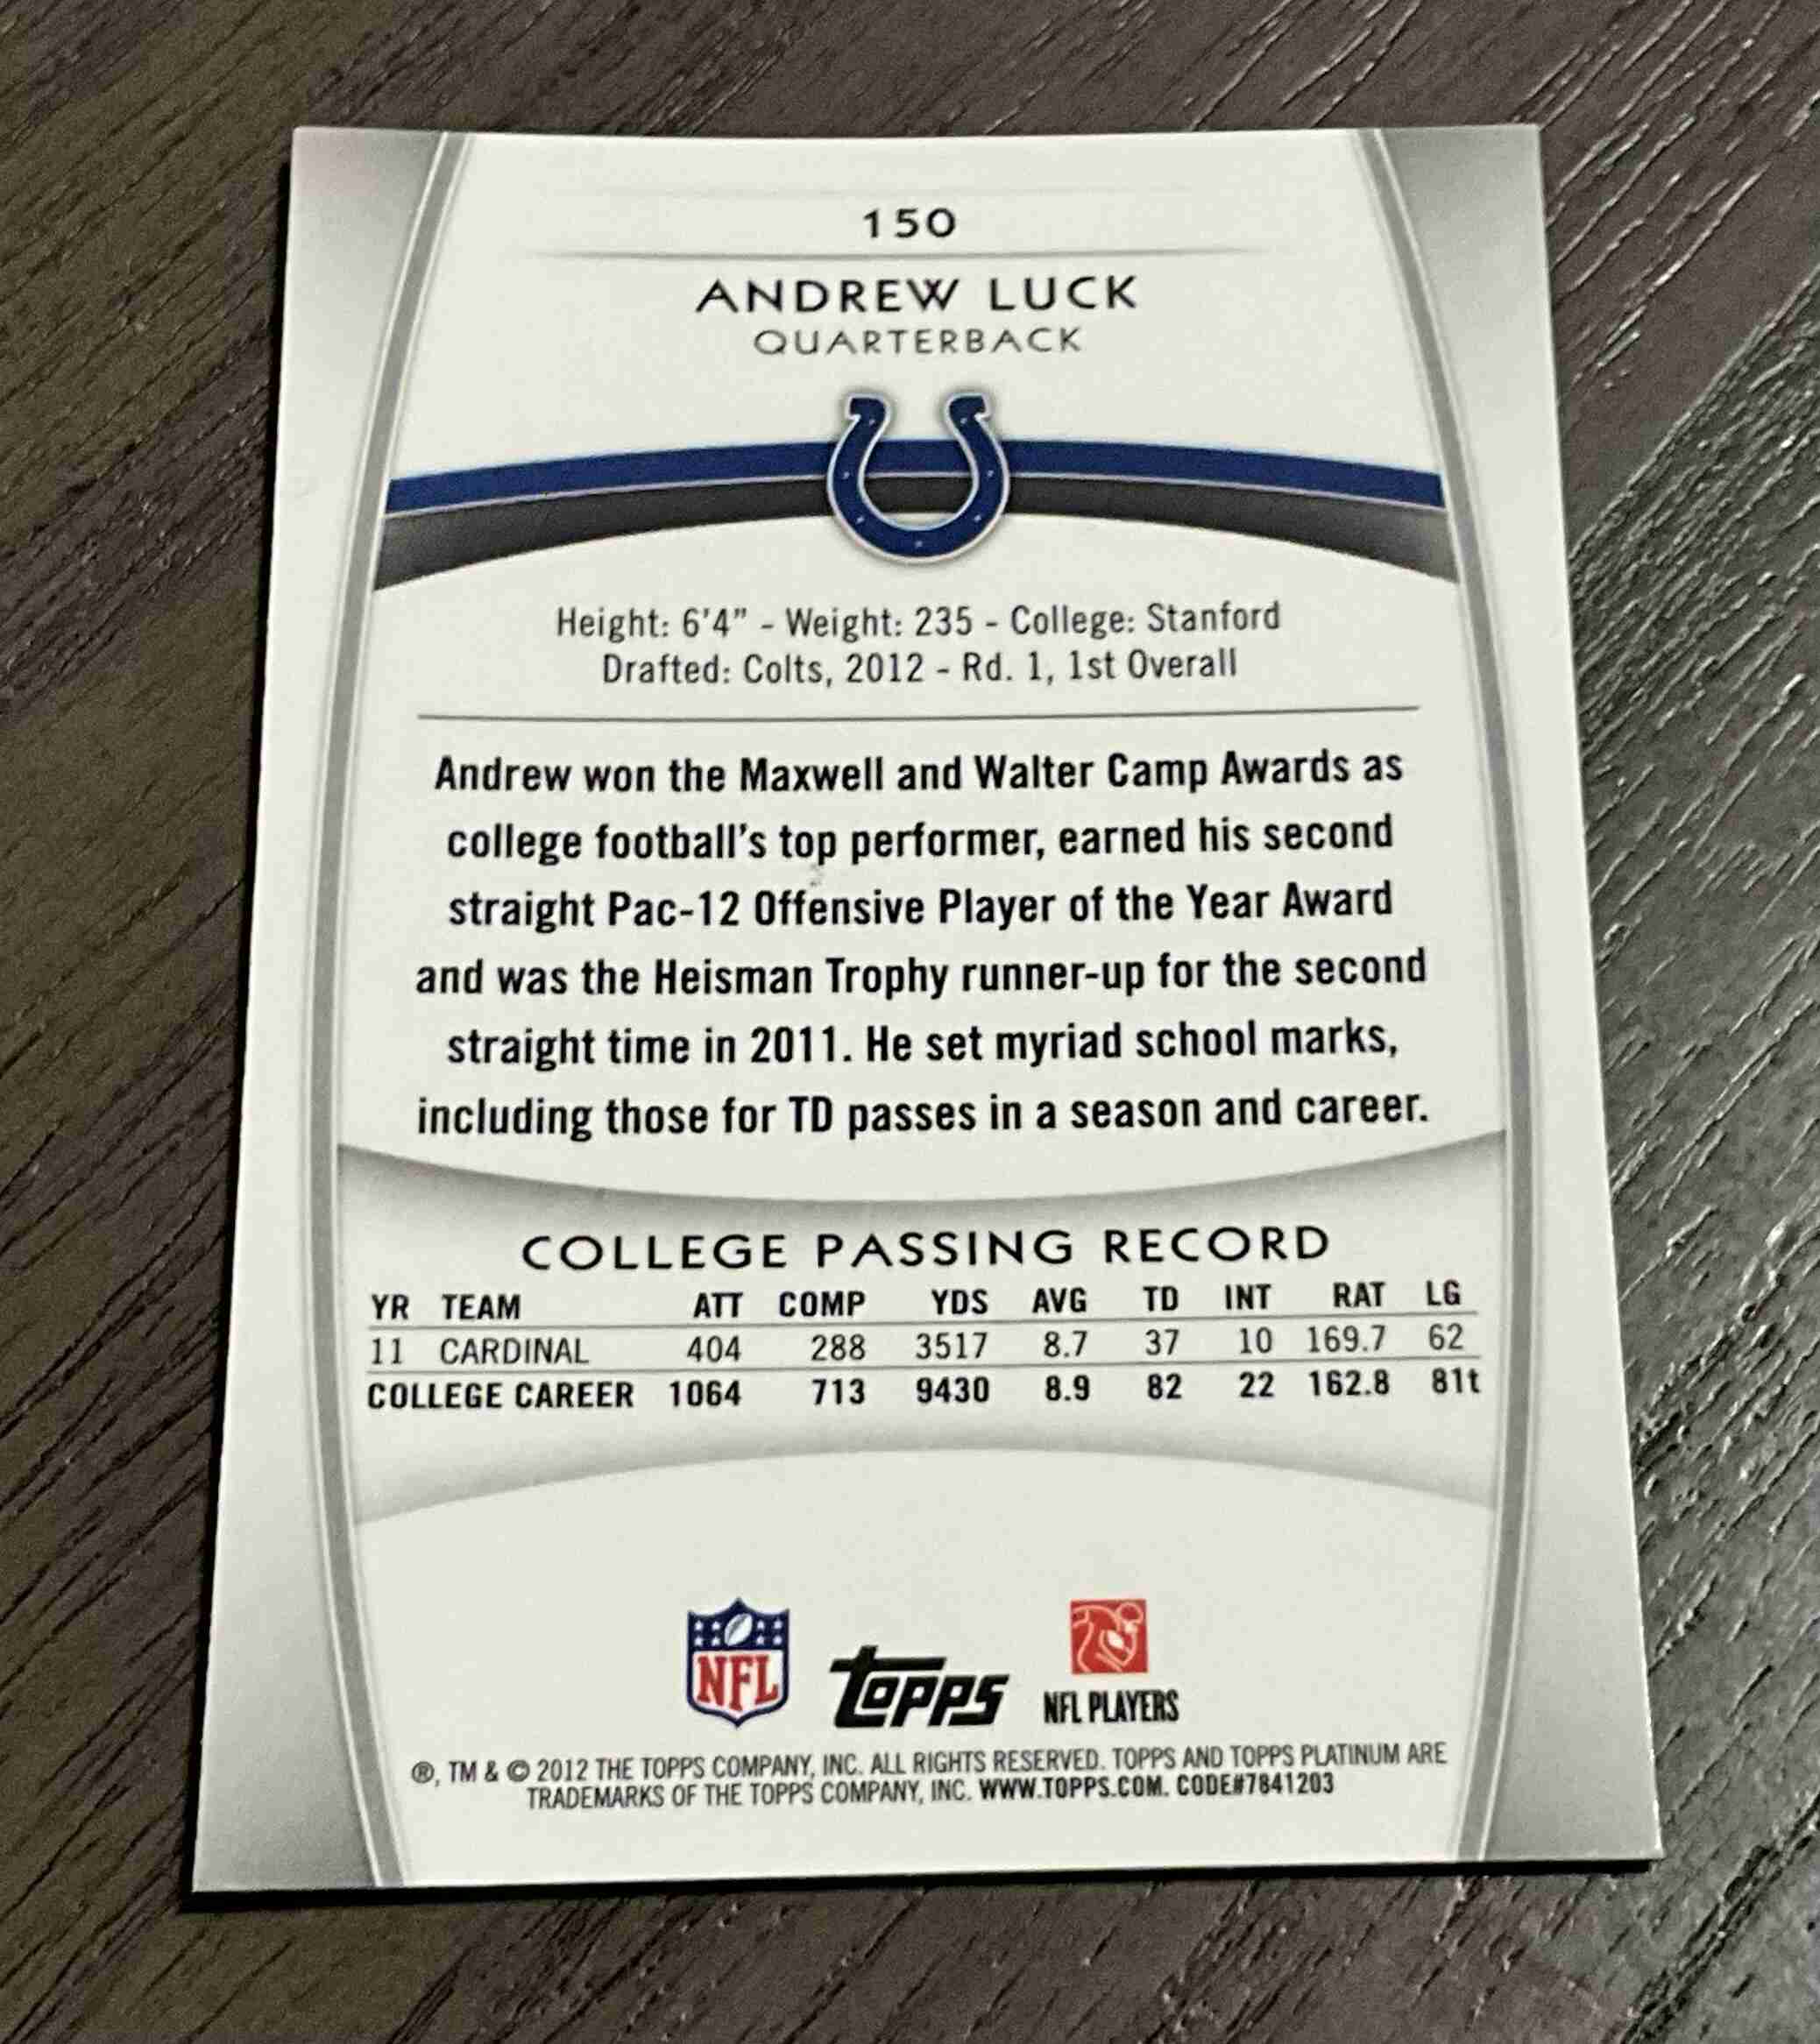 150
ANDREW LUCK
QUARTERBACK
Height: 6'4" - Weight: 235 - College: Stanford
Drafted: Colts, 2012 - Rd. 1, 1st Overall
Andrew won the Maxwell and Walter Camp Awards as
college football's top performer, earned his second
straight Pac-12 Offensive Player of the Year Award
and was the Heisman Trophy runner-up for the second
straight time in 2011. He set myriad school marks,
including those for TD passes in a season and career.
COLLEGE PASSING RECORD
YR TEAM ATT COMP YDS AVG TD INT RAT LG
11 CARDINAL 404 288 3517 8.7 37 10 169.7 62
COLLEGE CAREER 1064 713 9430 8.9 82 22 162.8 81t
NFL topps NFL PLAYERS
®, TM & © 2012 THE TOPPS COMPANY, INC. ALL RIGHTS RESERVED. TOPPS AND TOPPS PLATINUM ARE
TRADEMARKS OF THE TOPPS COMPANY, INC. WWW.TOPPS.COM. CODE#7841203